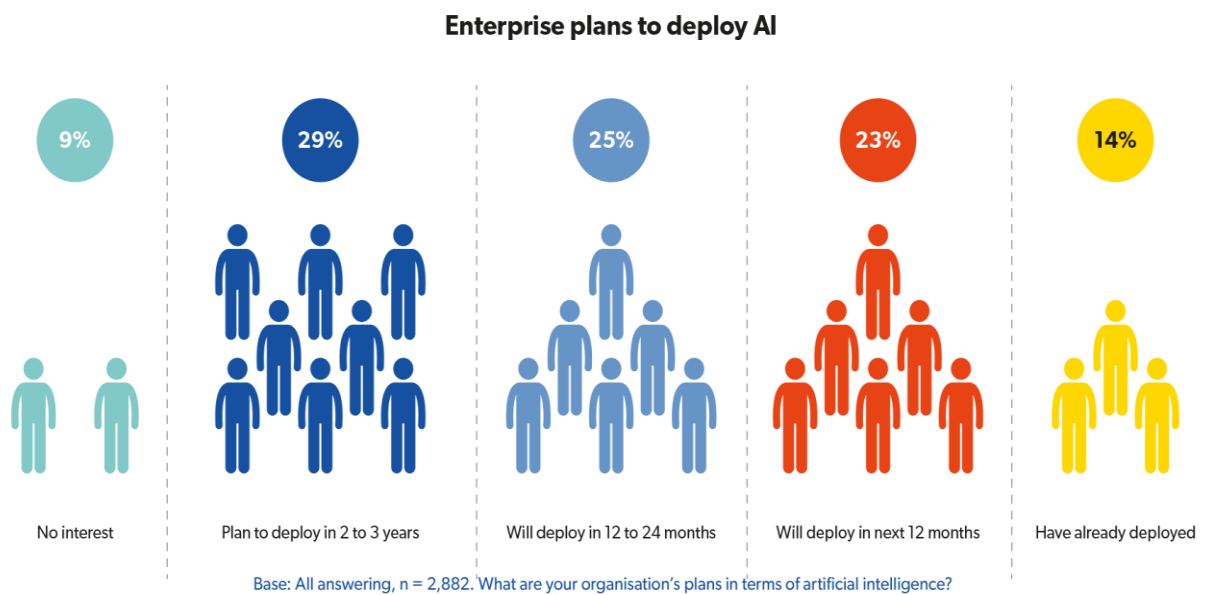 Enterprise plans to deploy AI
9%
29%
25%
23%
14%
No interest
Plan to deploy in 2 to 3 years
Will deploy in 12 to 24 months
Will deploy in next 12 months
Have already deployed
Base: All answering, n = 2,882. What are your organisation's plans in terms of artificial intelligence?